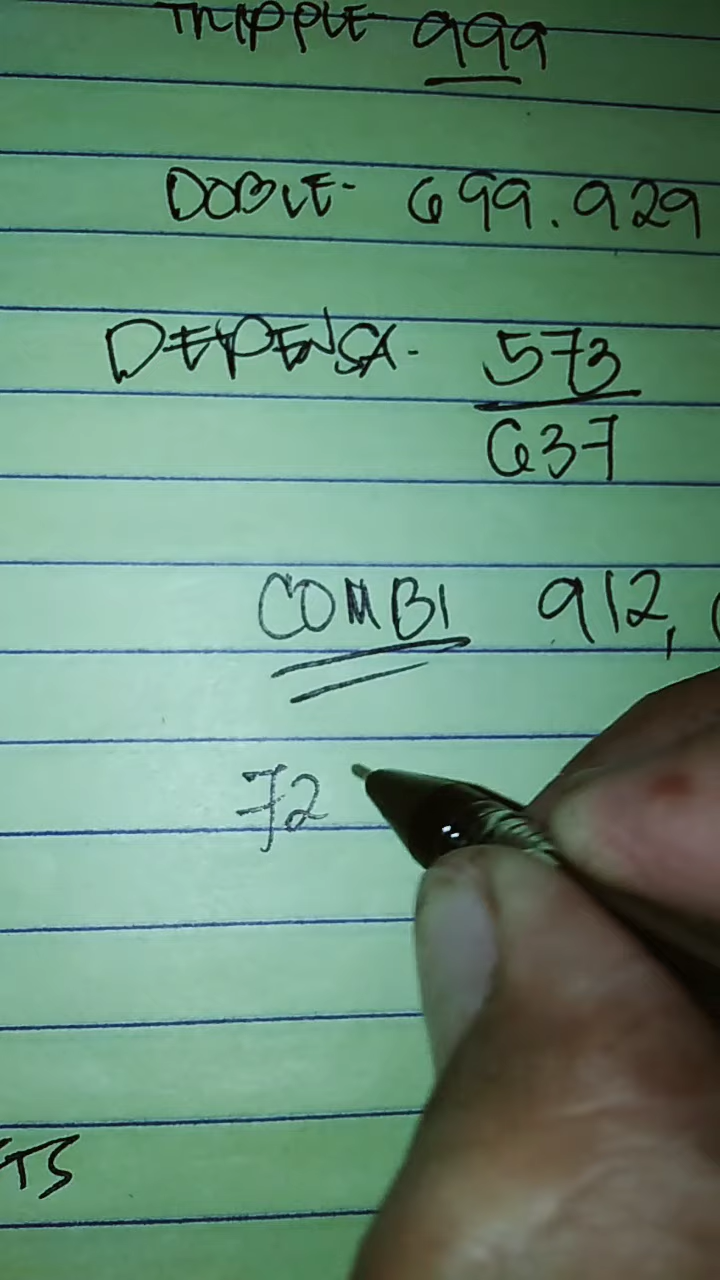 TRIPPLE- 999
DOBLE- 699.929
DEPENSA- 573
637
COMBI 912,
72
TS